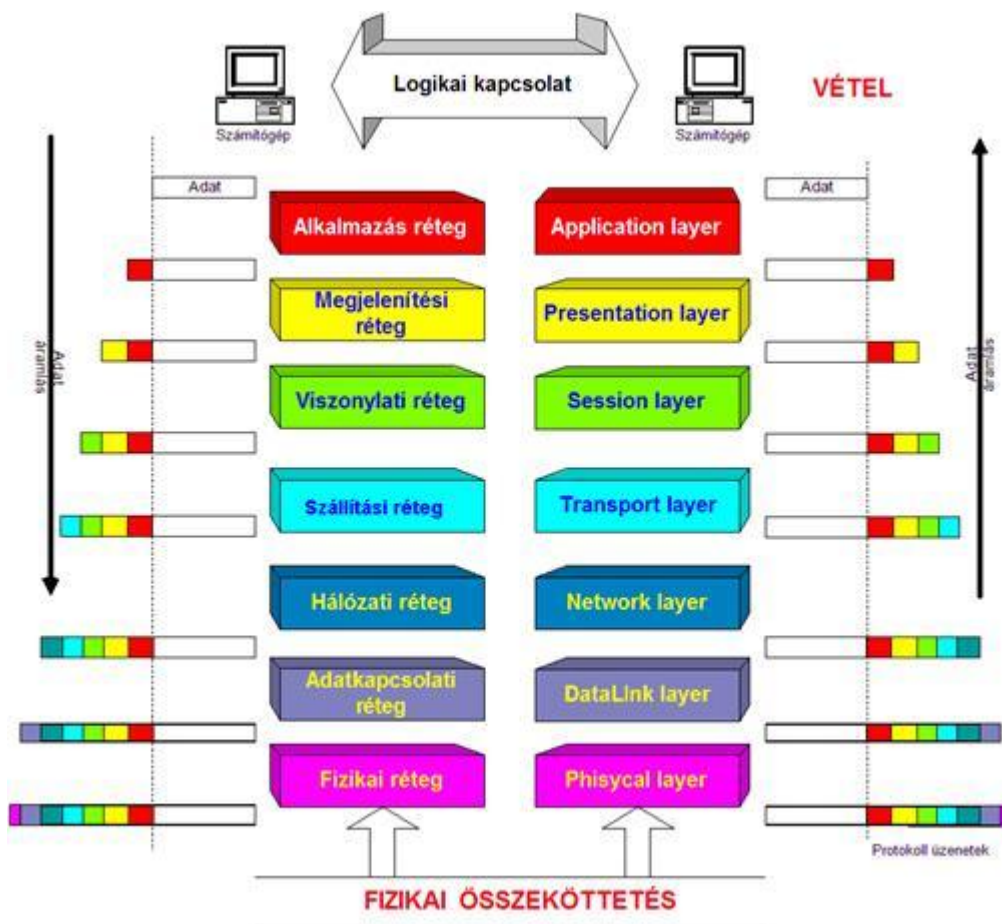 Logikai kapcsolat
VÉTEL
Számítógép
Számítógép
Adat
Adat
Alkalmazás réteg
Application layer
Megjelenítési
réteg
Presentation layer
Adat
áramlás
Adat
áramlás
Viszonylati réteg
Session layer
Szállítási réteg
Transport layer
Hálózati réteg
Network layer
Adatkapcsolati
réteg
DataLInk layer
Fizikai réteg
Phisycal layer
Protokoll üzenetek
FIZIKAI ÖSSZEKÖTTETÉS